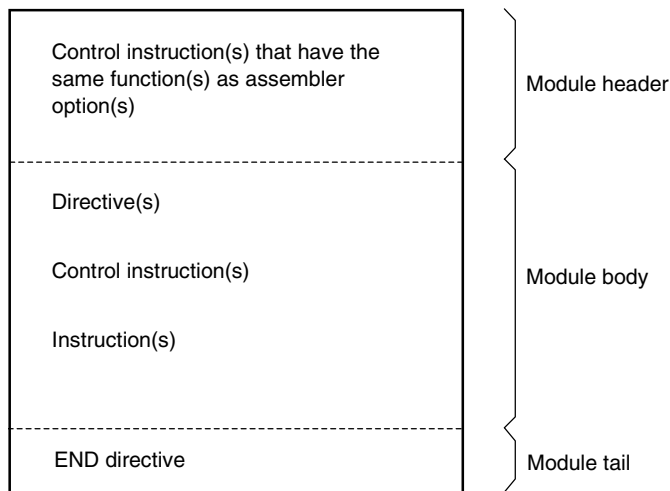 Control instruction(s) that have the
same function(s) as assembler
option(s)
Module header
Directive(s)
Control instruction(s)
Module body
Instruction(s)
END directive
Module tail